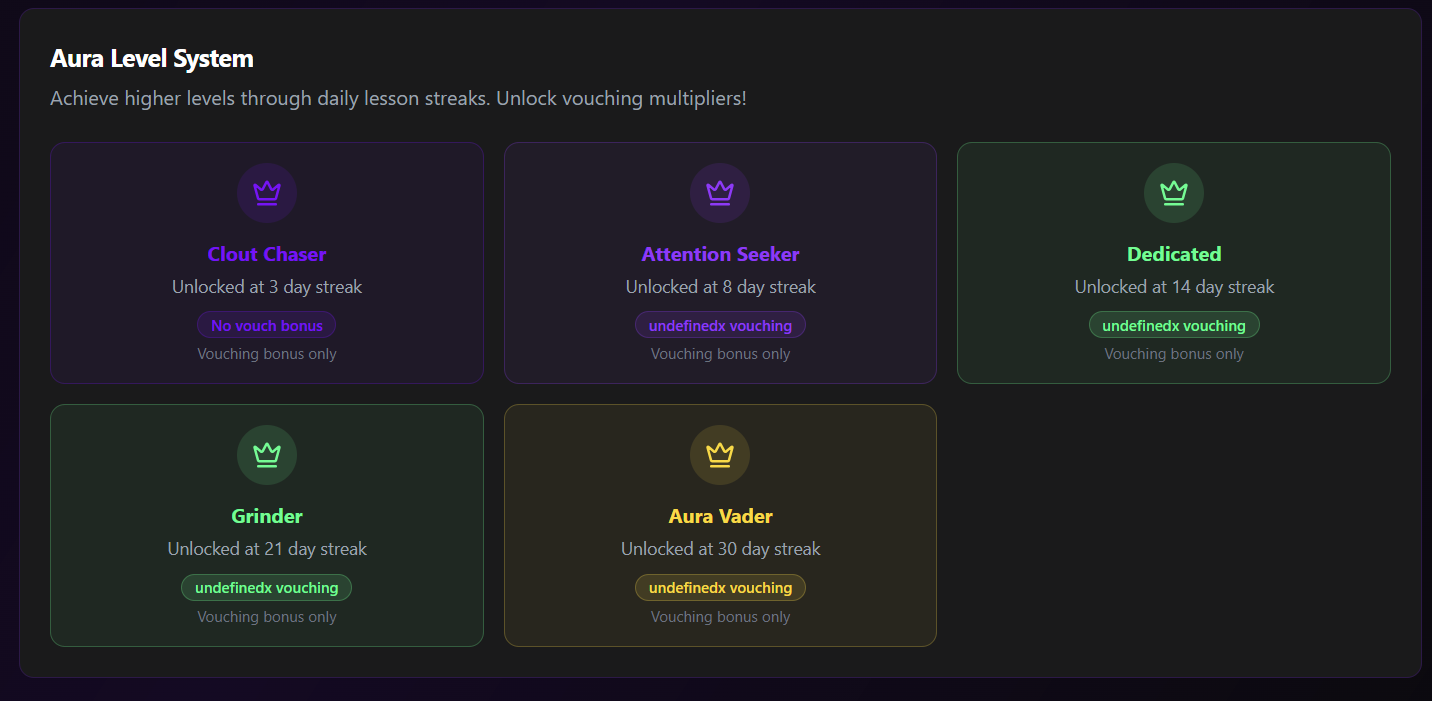 Aura Level System
Achieve higher levels through daily lesson streaks. Unlock vouching multipliers!
Clout Chaser
Unlocked at 3 day streak
No vouch bonus
Vouching bonus only
Attention Seeker
Unlocked at 8 day streak
undefinedx vouching
Vouching bonus only
Dedicated
Unlocked at 14 day streak
undefinedx vouching
Vouching bonus only
Grinder
Unlocked at 21 day streak
undefinedx vouching
Vouching bonus only
Aura Vader
Unlocked at 30 day streak
undefinedx vouching
Vouching bonus only